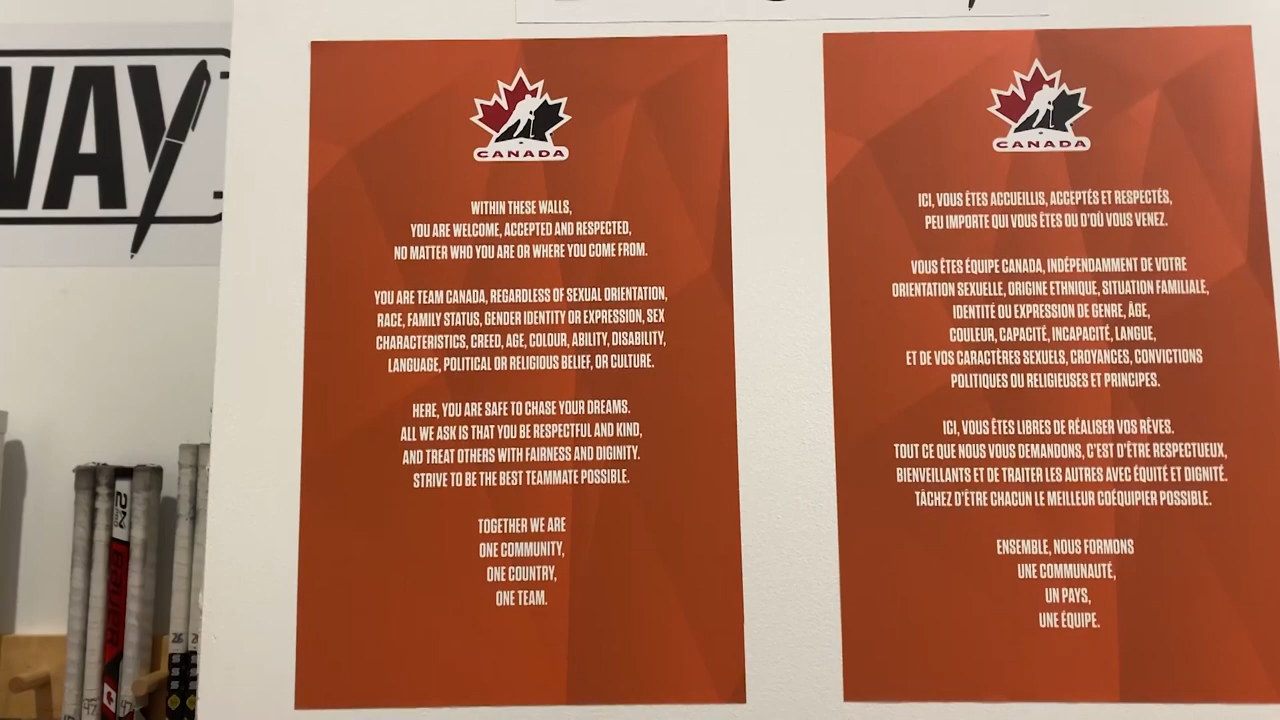 WAY
CANADA
WITHIN THESE WALLS,
YOU ARE WELCOME, ACCEPTED AND RESPECTED,
NO MATTER WHO YOU ARE OR WHERE YOU COME FROM.
YOU ARE TEAM CANADA, REGARDLESS OF SEXUAL ORIENTATION,
RACE, FAMILY STATUS, GENDER IDENTITY OR EXPRESSION, SEX
CHARACTERISTICS, CREED, AGE, COLOUR, ABILITY, DISABILITY,
LANGUAGE, POLITICAL OR RELIGIOUS BELIEF, OR CULTURE.
HERE, YOU ARE SAFE TO CHASE YOUR DREAMS.
ALL WE ASK IS THAT YOU BE RESPECTFUL AND KIND,
AND TREAT OTHERS WITH FAIRNESS AND DIGINITY.
STRIVE TO BE THE BEST TEAMMATE POSSIBLE.
TOGETHER WE ARE
ONE COMMUNITY,
ONE COUNTRY,
ONE TEAM.
CANADA
ICI, VOUS ÊTES ACCUEILLIS, ACCEPTÉS ET RESPECTÉS,
PEU IMPORTE QUI VOUS ÊTES OU D'OÙ VOUS VENEZ.
VOUS ÊTES ÉQUIPE CANADA, INDÉPENDAMMENT DE VOTRE
ORIENTATION SEXUELLE, ORIGINE ETHNIQUE, SITUATION FAMILIALE,
IDENTITÉ OU EXPRESSION DE GENRE, ÂGE,
COULEUR, CAPACITÉ, INCAPACITÉ, LANGUE,
ET DE VOS CARACTÈRES SEXUELS, CROYANCES, CONVICTIONS
POLITIQUES OU RELIGIEUSES ET PRINCIPES.
ICI, VOUS ÊTES LIBRES DE RÉALISER VOS RÊVES.
TOUT CE QUE NOUS VOUS DEMANDONS, C'EST D'ÊTRE RESPECTUEUX,
BIENVEILLANTS ET DE TRAITER LES AUTRES AVEC ÉQUITÉ ET DIGNITÉ.
TÂCHEZ D'ÊTRE CHACUN LE MEILLEUR COÉQUIPIER POSSIBLE.
ENSEMBLE, NOUS FORMONS
UNE COMMUNAUTÉ,
UN PAYS,
UNE ÉQUIPE.
2N
BAUER
26
47